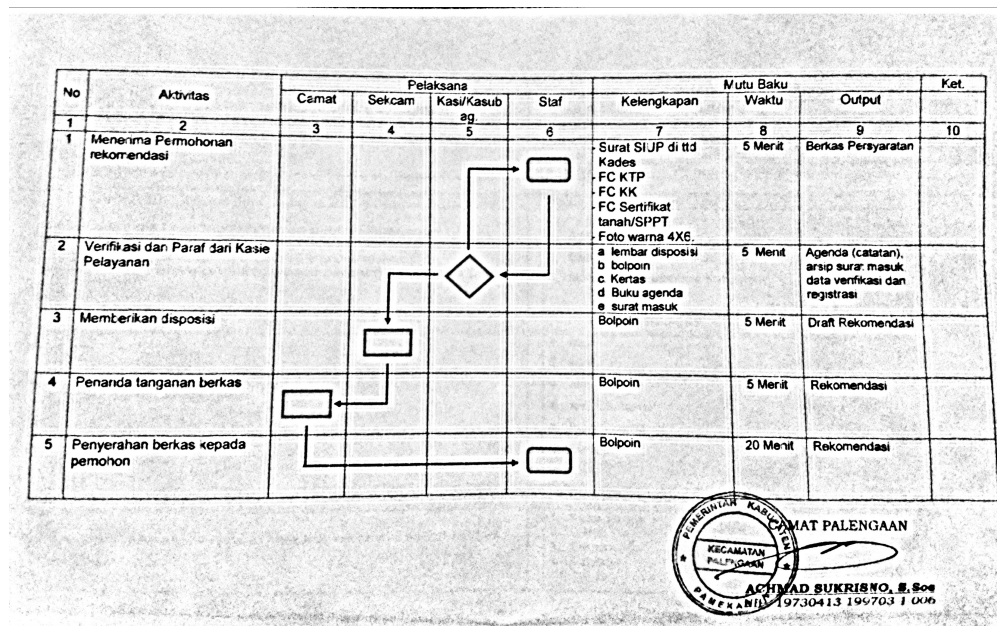 No Aktivitas Pelaksana Mutu Baku Ket.
Camat Sekcam Kasi/Kasub ag. Staf Kelengkapan Waktu Output
1 2 3 4 5 6 7 8 9 10
1 Menerima Permohonan rekomendasi
- Surat SIUP di ttd Kades
- FC KTP
- FC KK
- FC Sertifikat tanah/SPPT
- Foto warna 4X6.
5 Menit Berkas Persyaratan
2 Verifikasi dan Paraf dari Kasie Pelayanan
a lembar disposisi
b bolpoin
c. Kertas
d Buku agenda
e surat masuk
5 Menit
Agenda (catatan),
arsip surat masuk
data verifikasi dan
registrasi
3 Memberikan disposisi Bolpoin 5 Menit Draft Rekomendasi
4 Penanda tanganan berkas Bolpoin 5 Menit Rekomendasi
5 Penyerahan berkas kepada pemohon Bolpoin 20 Menit Rekomendasi
PEMERINTAH KABUPATEN
KECAMATAN
PALENGAAN
PAMEKASAN
CAMAT PALENGAAN
ACHMAD SUKRISNO, S.Sos
NIP. 19730413 199703 1 006